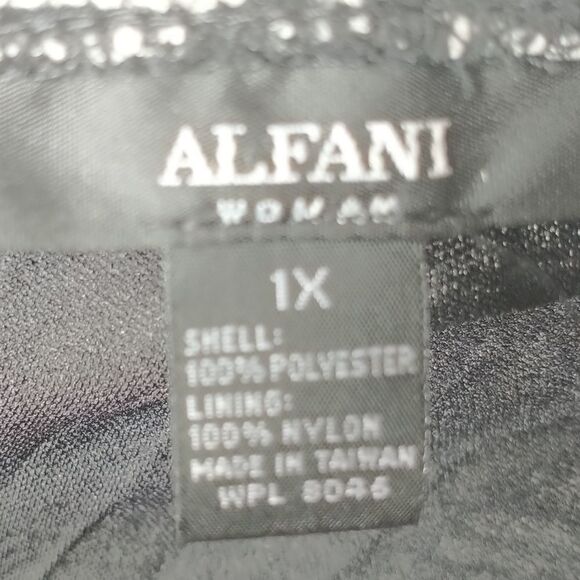 ALFANI
WOMAN
1X
SHELL:
100% POLYESTER
LINING:
100% NYLON
MADE IN TAIWAN
WPL 8046